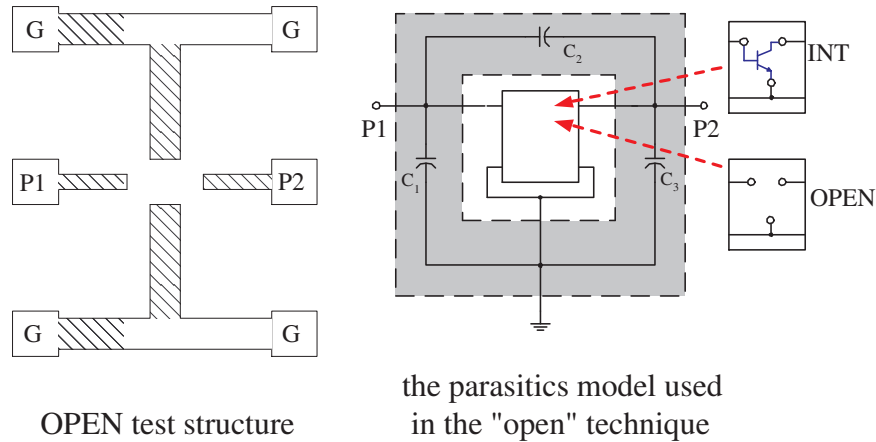 G G
P1 P2
G G
OPEN test structure
C2
P1 P2
C1 C3
INT
OPEN
the parasitics model used
in the "open" technique